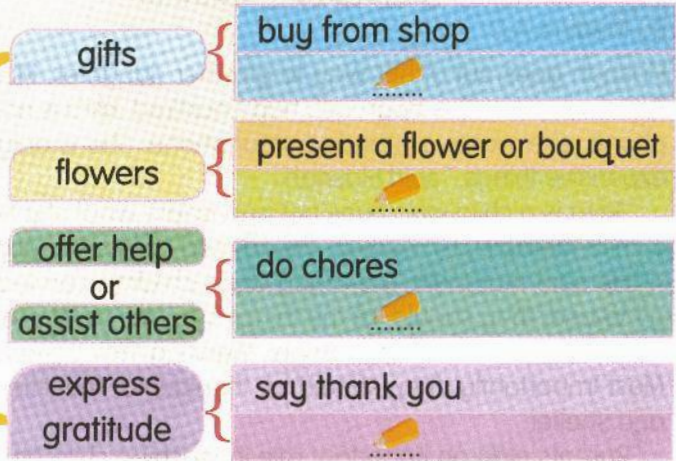 gifts
buy from shop
flowers
present a flower or bouquet
offer help
or
assist others
do chores
express
gratitude
say thank you